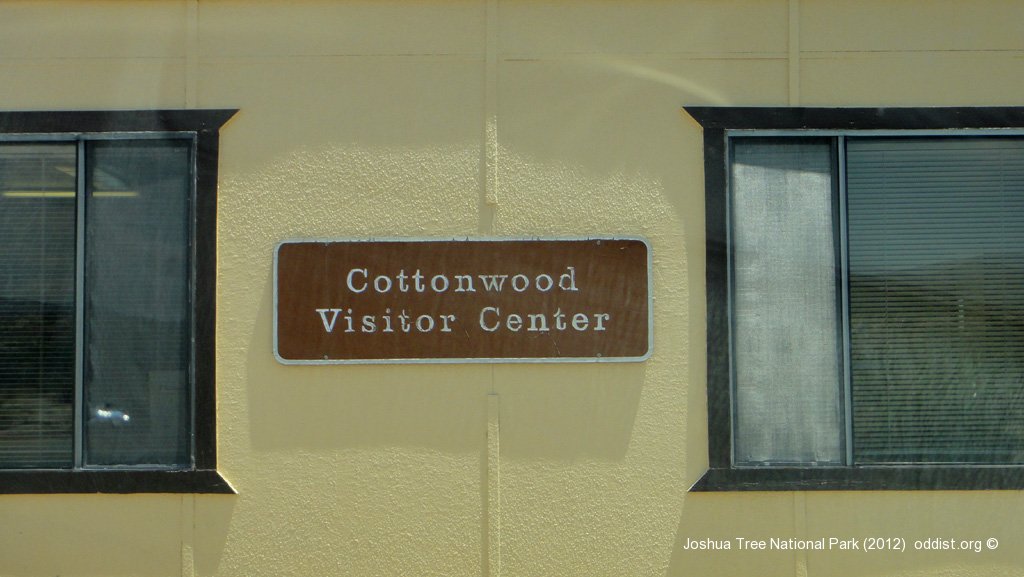 Cottonwood
Visitor Center
Joshua Tree National Park (2012) oddist.org ©